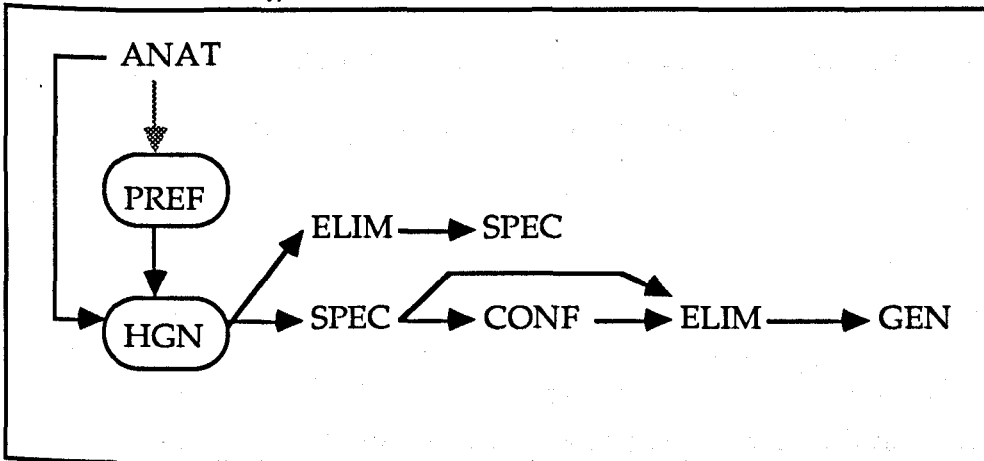 ANAT
PREF
ELIM SPEC
HGN SPEC CONF ELIM GEN